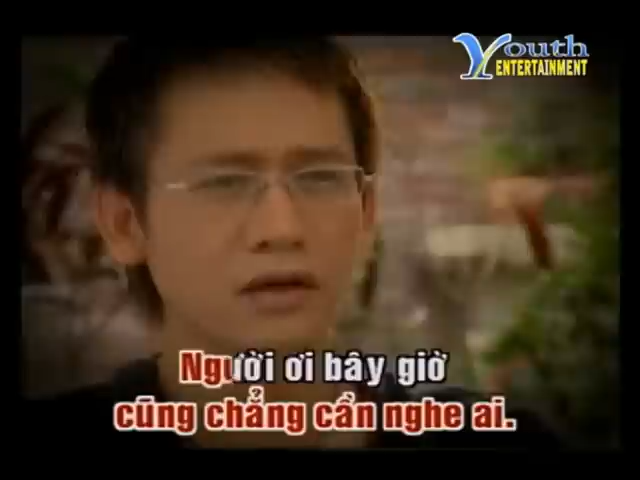 Youth
ENTERTAINMENT
Người ơi bây giờ
cũng chẳng cần nghe ai.